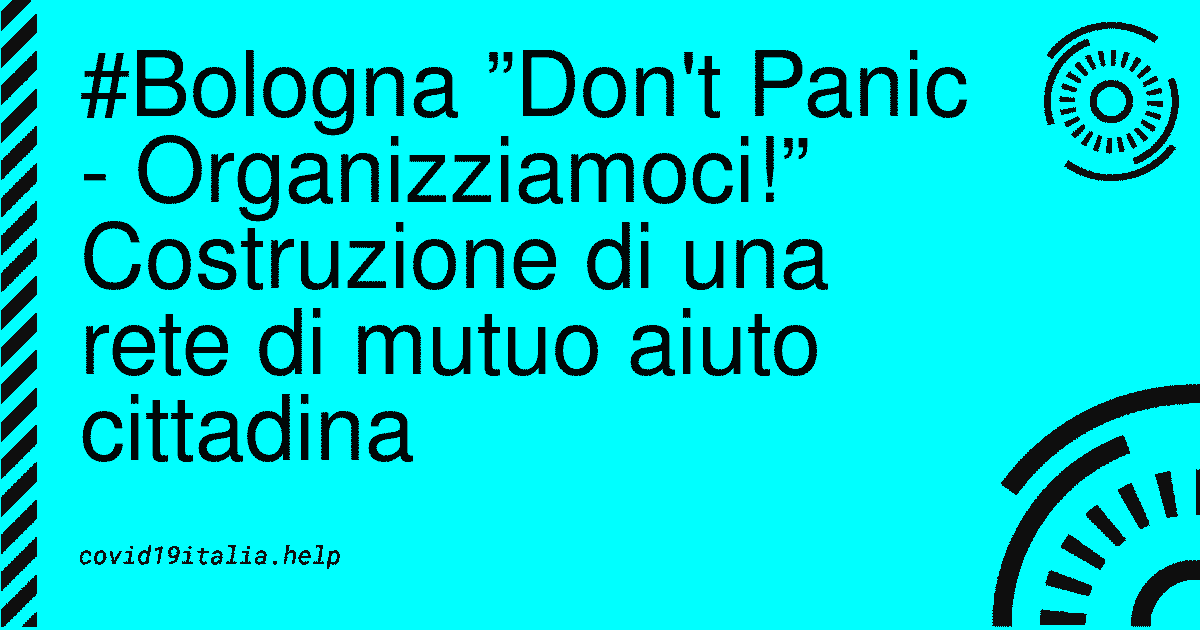 #Bologna ”Don't Panic
- Organizziamoci!”
Costruzione di una
rete di mutuo aiuto
cittadina
covid19italia.help